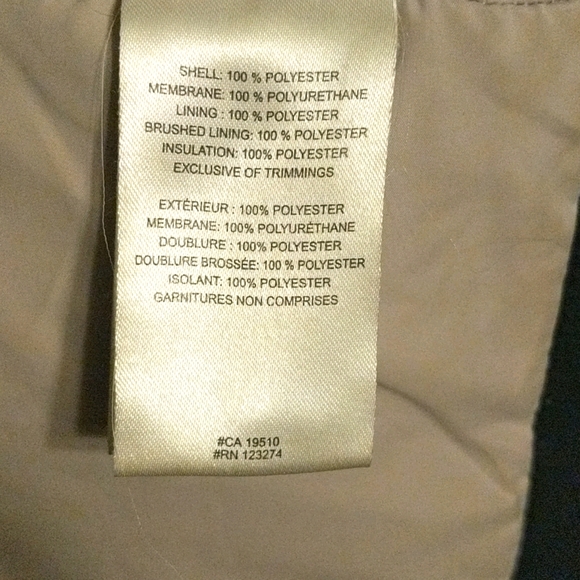 SHELL: 100 % POLYESTER
MEMBRANE: 100 % POLYURETHANE
LINING : 100 % POLYESTER
BRUSHED LINING: 100 % POLYESTER
INSULATION: 100% POLYESTER
EXCLUSIVE OF TRIMMINGS
EXTÉRIEUR : 100% POLYESTER
MEMBRANE: 100% POLYURÉTHANE
DOUBLURE : 100% POLYESTER
DOUBLURE BROSSÉE: 100 % POLYESTER
ISOLANT: 100% POLYESTER
GARNITURES NON COMPRISES
#CA 19510
#RN 123274